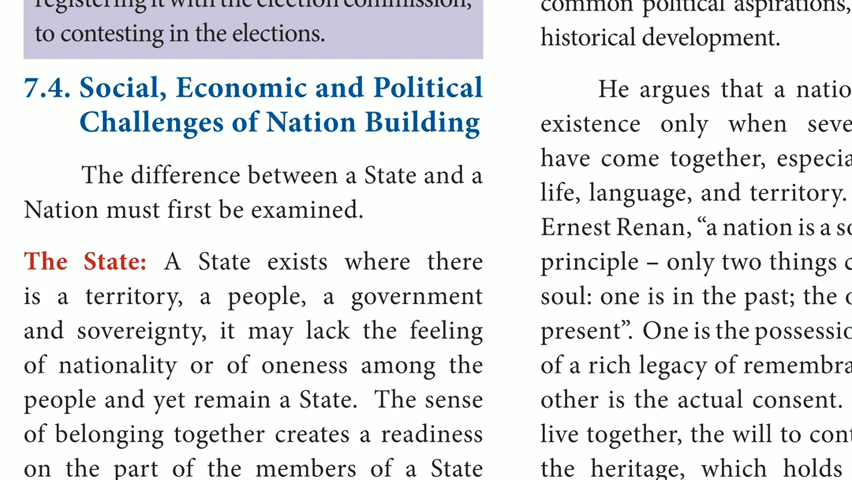 registering it with the election commission,
to contesting in the elections.
7.4. Social, Economic and Political
Challenges of Nation Building
The difference between a State and a
Nation must first be examined.
The State: A State exists where there
is a territory, a people, a government
and sovereignty, it may lack the feeling
of nationality or of oneness among the
people and yet remain a State. The sense
of belonging together creates a readiness
on the part of the members of a State
common political aspirations,
historical development.
He argues that a natio
existence only when seve
have come together, especia
life, language, and territory.
Ernest Renan, “a nation is a so
principle – only two things c
soul: one is in the past; the o
present”. One is the possessio
of a rich legacy of remembra
other is the actual consent.
live together, the will to cont
the heritage, which holds